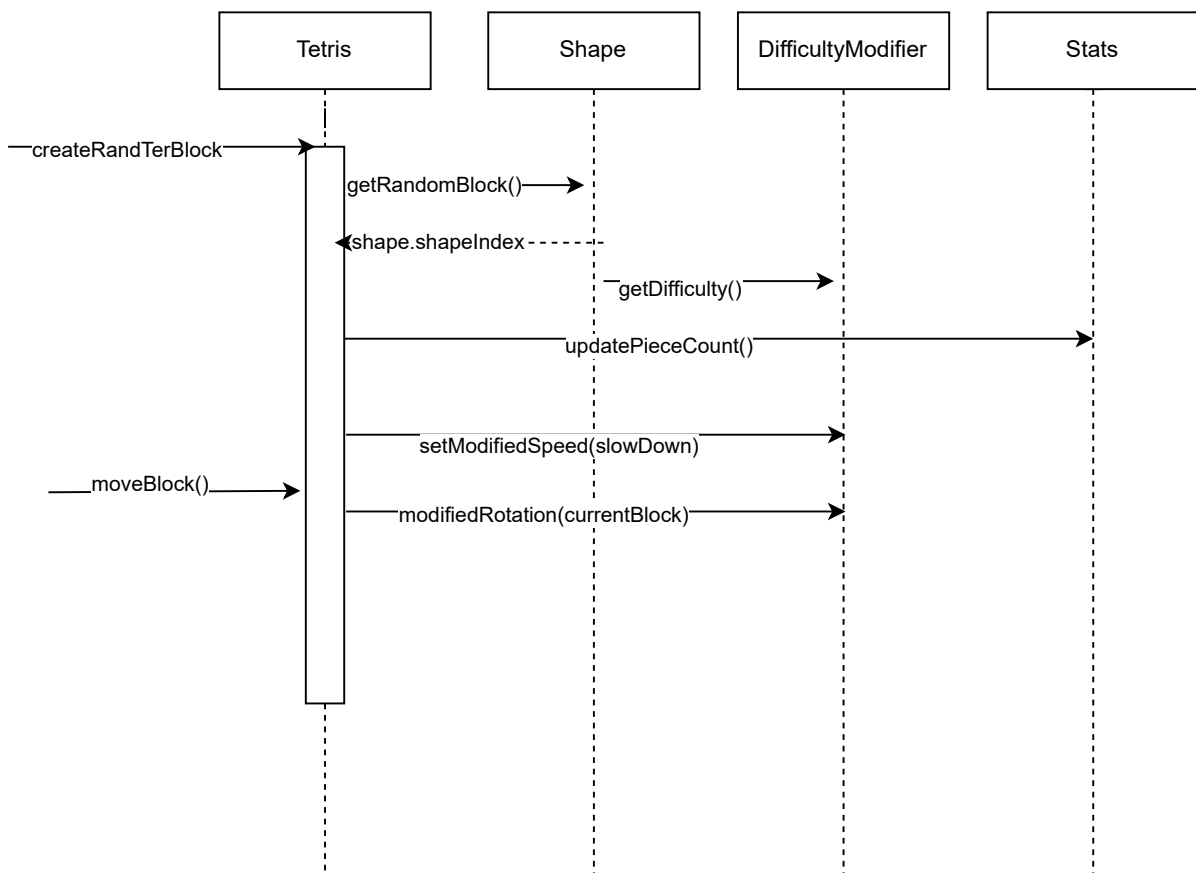 Tetris
Shape
DifficultyModifier
Stats
createRandTerBlock
getRandomBlock()
shape.shapeIndex
getDifficulty()
updatePieceCount()
setModifiedSpeed(slowDown)
moveBlock()
modifiedRotation(currentBlock)